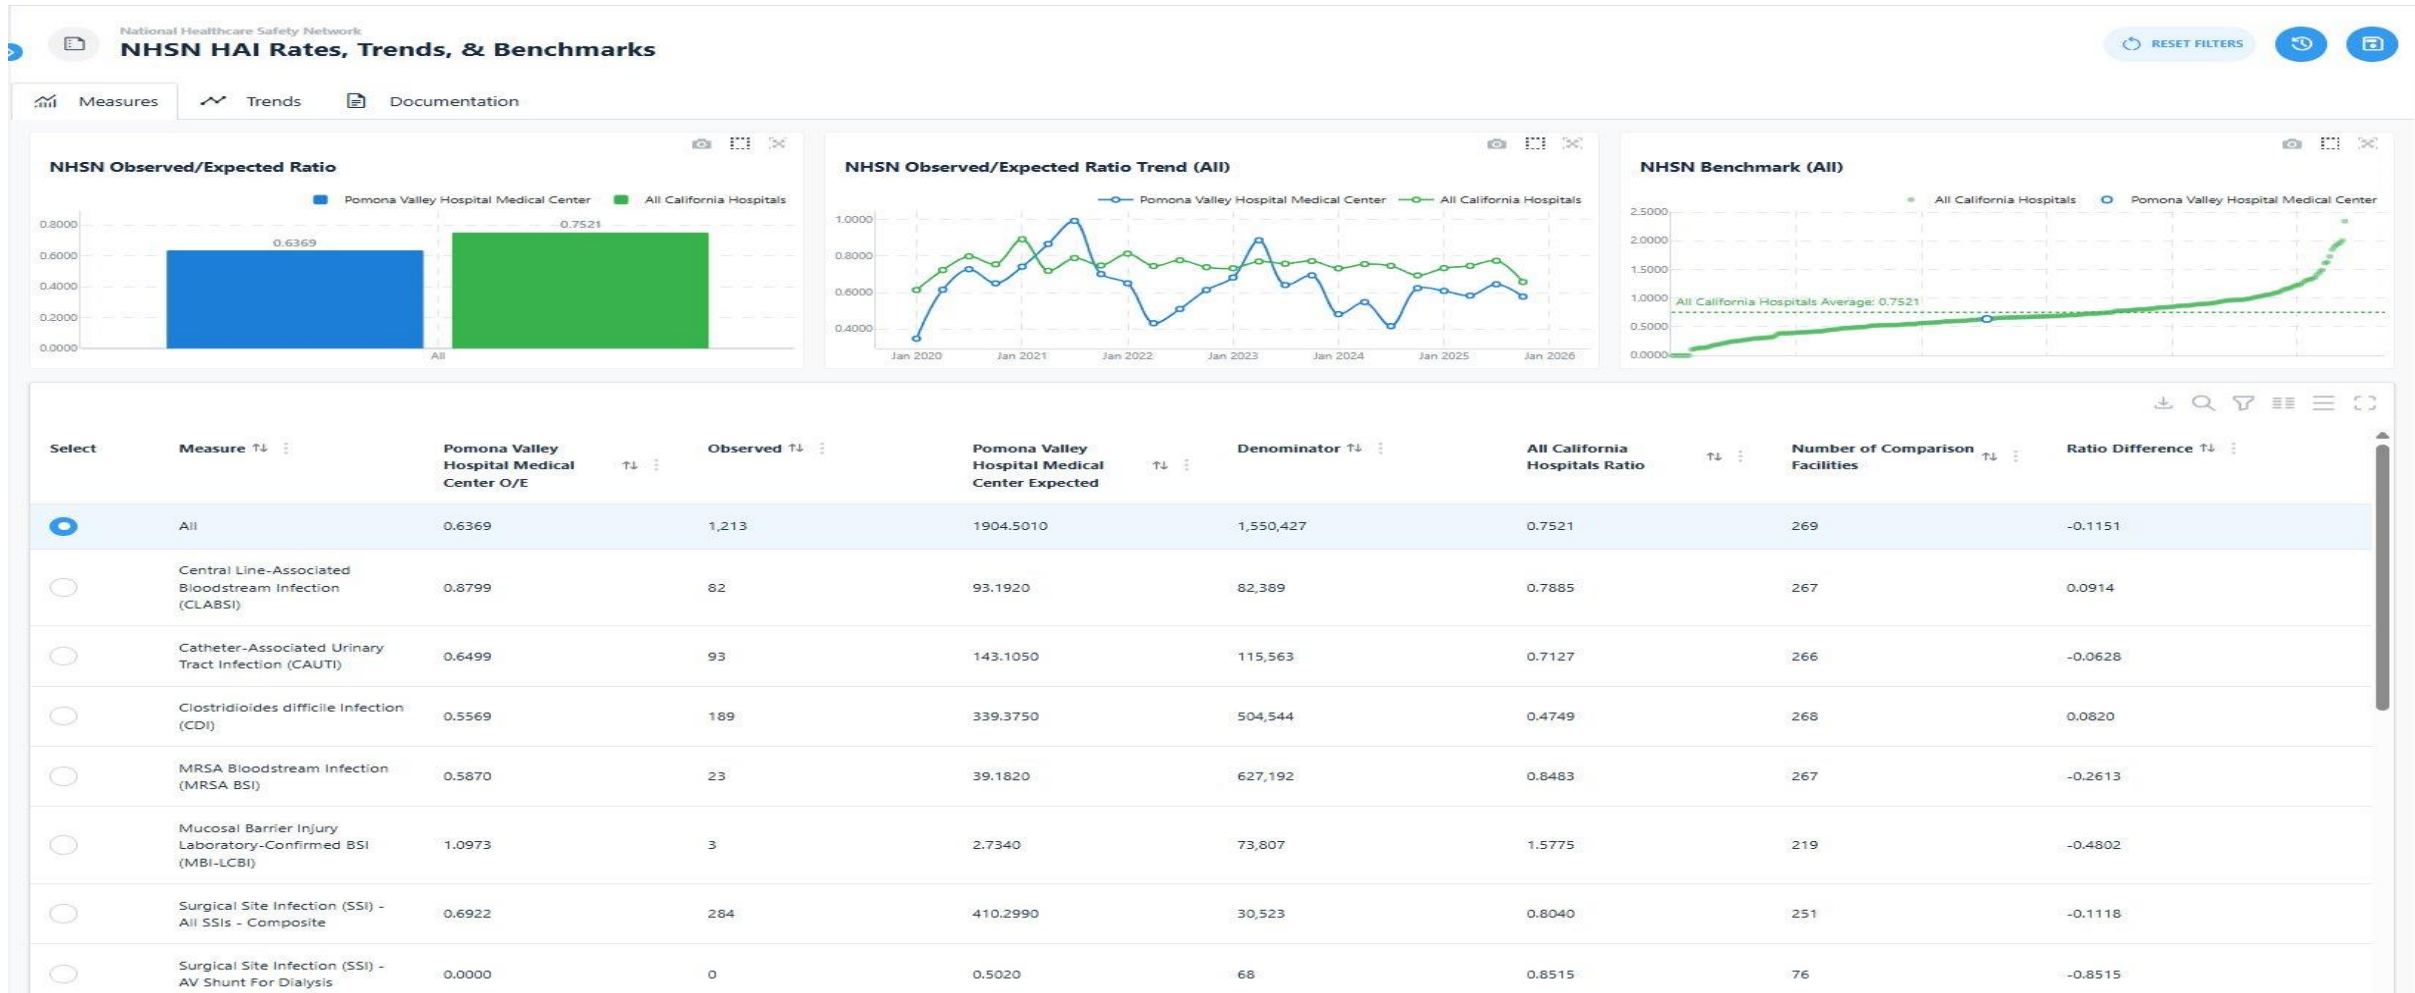 National Healthcare Safety Network
NHSN HAI Rates, Trends, & Benchmarks
RESET FILTERS
Measures
Trends
Documentation
NHSN Observed/Expected Ratio
Pomona Valley Hospital Medical Center
All California Hospitals
0.8000
0.6000
0.4000
0.2000
0.0000
0.6369
0.7521
All
NHSN Observed/Expected Ratio Trend (All)
Pomona Valley Hospital Medical Center
All California Hospitals
1.0000
0.8000
0.6000
0.4000
Jan 2020
Jan 2021
Jan 2022
Jan 2023
Jan 2024
Jan 2025
Jan 2026
NHSN Benchmark (All)
All California Hospitals
Pomona Valley Hospital Medical Center
2.5000
2.0000
1.5000
1.0000
0.5000
0.0000
All California Hospitals Average: 0.7521
Select
Measure
Pomona Valley
Hospital Medical
Center O/E
Observed
Pomona Valley
Hospital Medical
Center Expected
Denominator
All California
Hospitals Ratio
Number of Comparison
Facilities
Ratio Difference
All
0.6369
1,213
1904.5010
1,550,427
0.7521
269
-0.1151
Central Line-Associated
Bloodstream Infection
(CLABSI)
0.8799
82
93.1920
82,389
0.7885
267
0.0914
Catheter-Associated Urinary
Tract Infection (CAUTI)
0.6499
93
143.1050
115,563
0.7127
266
-0.0628
Clostridioides difficile Infection
(CDI)
0.5569
189
339.3750
504,544
0.4749
268
0.0820
MRSA Bloodstream Infection
(MRSA BSI)
0.5870
23
39.1820
627,192
0.8483
267
-0.2613
Mucosal Barrier Injury
Laboratory-Confirmed BSI
(MBI-LCBI)
1.0973
3
2.7340
73,807
1.5775
219
-0.4802
Surgical Site Infection (SSI) -
All SSIs - Composite
0.6922
284
410.2990
30,523
0.8040
251
-0.1118
Surgical Site Infection (SSI) -
AV Shunt For Dialysis
0.0000
0
0.5020
68
0.8515
76
-0.8515